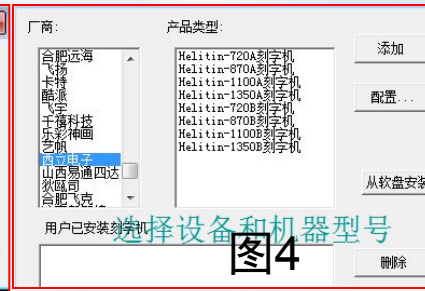 厂商:
产品类型:
合肥远海
飞扬
卡特
酷派
飞宇
千禧科技
乐彩神画
艺帆
西立电子
山西易通四达
狄瓯司
合肥飞克
Helitin-720A刻字机
Helitin-870A刻字机
Helitin-1100A刻字机
Helitin-1350A刻字机
Helitin-720B刻字机
Helitin-870B刻字机
Helitin-1100B刻字机
Helitin-1350B刻字机
添加
配置...
从软盘安装
用户已安装刻字机
选择设备和机器型号
图4
删除